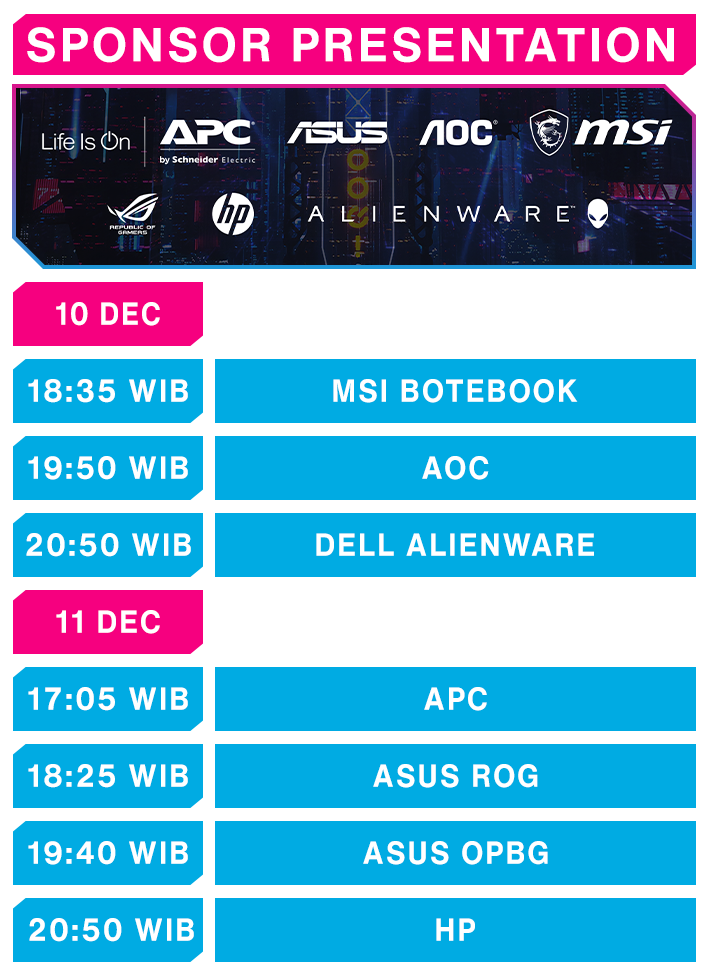 SPONSOR PRESENTATION
Life Is On APC® ASUS AOC® msi
by Schneider Electric
REPUBLIC OF GAMERS hp ALIENWARE™
10 DEC
18:35 WIB MSI BOTEBOOK
19:50 WIB AOC
20:50 WIB DELL ALIENWARE
11 DEC
17:05 WIB APC
18:25 WIB ASUS ROG
19:40 WIB ASUS OPBG
20:50 WIB HP